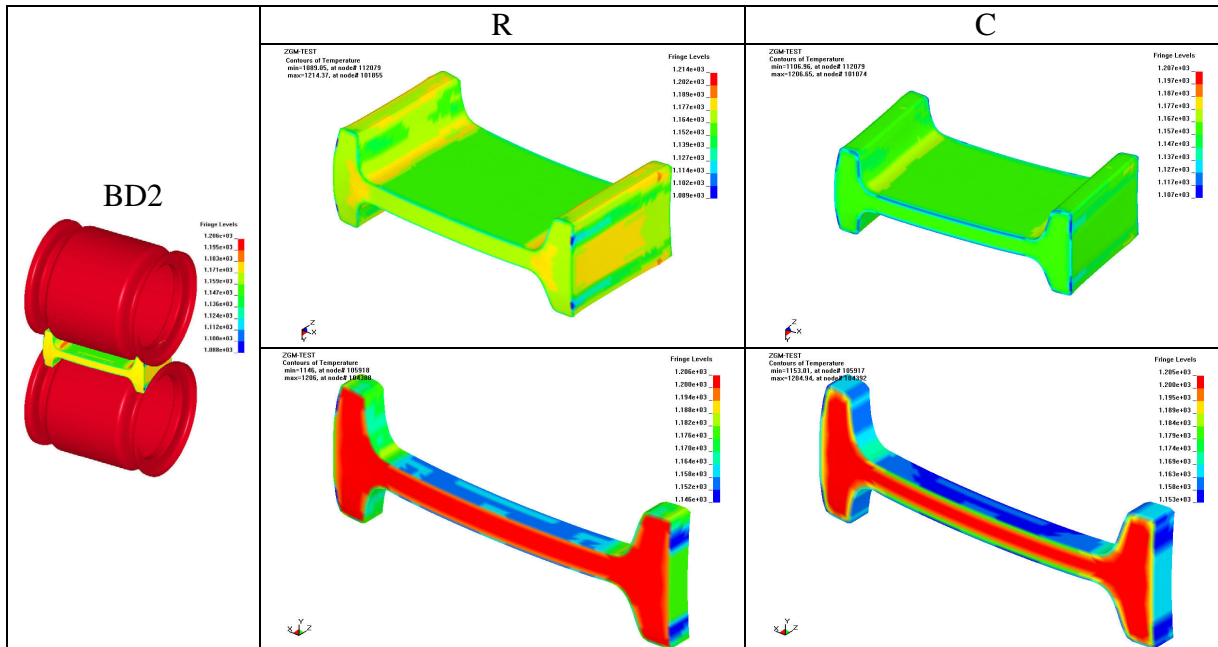 R
C
BD2
Fringe Levels
1.206e+03
1.195e+03
1.183e+03
1.171e+03
1.159e+03
1.147e+03
1.136e+03
1.124e+03
1.112e+03
1.100e+03
1.088e+03
ZGM-TEST
Contours of Temperature
min=1089.05, at node# 112079
max=1214.37, at node# 101855
Fringe Levels
1.214e+03
1.202e+03
1.189e+03
1.177e+03
1.164e+03
1.152e+03
1.139e+03
1.127e+03
1.114e+03
1.102e+03
1.089e+03
Z
X
Y
ZGM-TEST
Contours of Temperature
min=1106.96, at node# 112079
max=1206.65, at node# 101074
Fringe Levels
1.207e+03
1.197e+03
1.187e+03
1.177e+03
1.167e+03
1.157e+03
1.147e+03
1.137e+03
1.127e+03
1.117e+03
1.107e+03
Z
X
Y
ZGM-TEST
Contours of Temperature
min=1146, at node# 105918
max=1206, at node# 104388
Fringe Levels
1.206e+03
1.200e+03
1.194e+03
1.188e+03
1.182e+03
1.176e+03
1.170e+03
1.164e+03
1.158e+03
1.152e+03
1.146e+03
Y
X Z
ZGM-TEST
Contours of Temperature
min=1153.01, at node# 105917
max=1204.94, at node# 104392
Fringe Levels
1.205e+03
1.200e+03
1.195e+03
1.189e+03
1.184e+03
1.179e+03
1.174e+03
1.169e+03
1.163e+03
1.158e+03
1.153e+03
Y
X Z